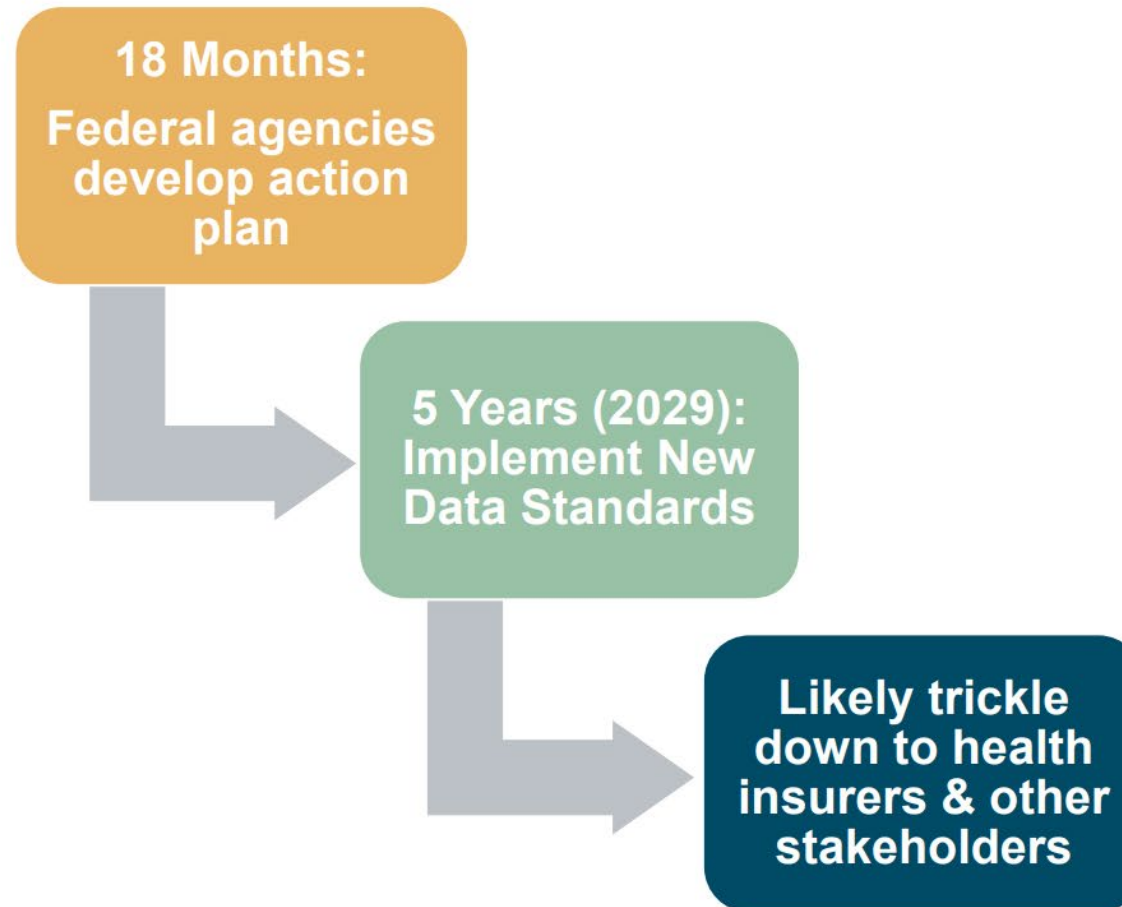 18 Months:
Federal agencies
develop action
plan
5 Years (2029):
Implement New
Data Standards
Likely trickle
down to health
insurers & other
stakeholders